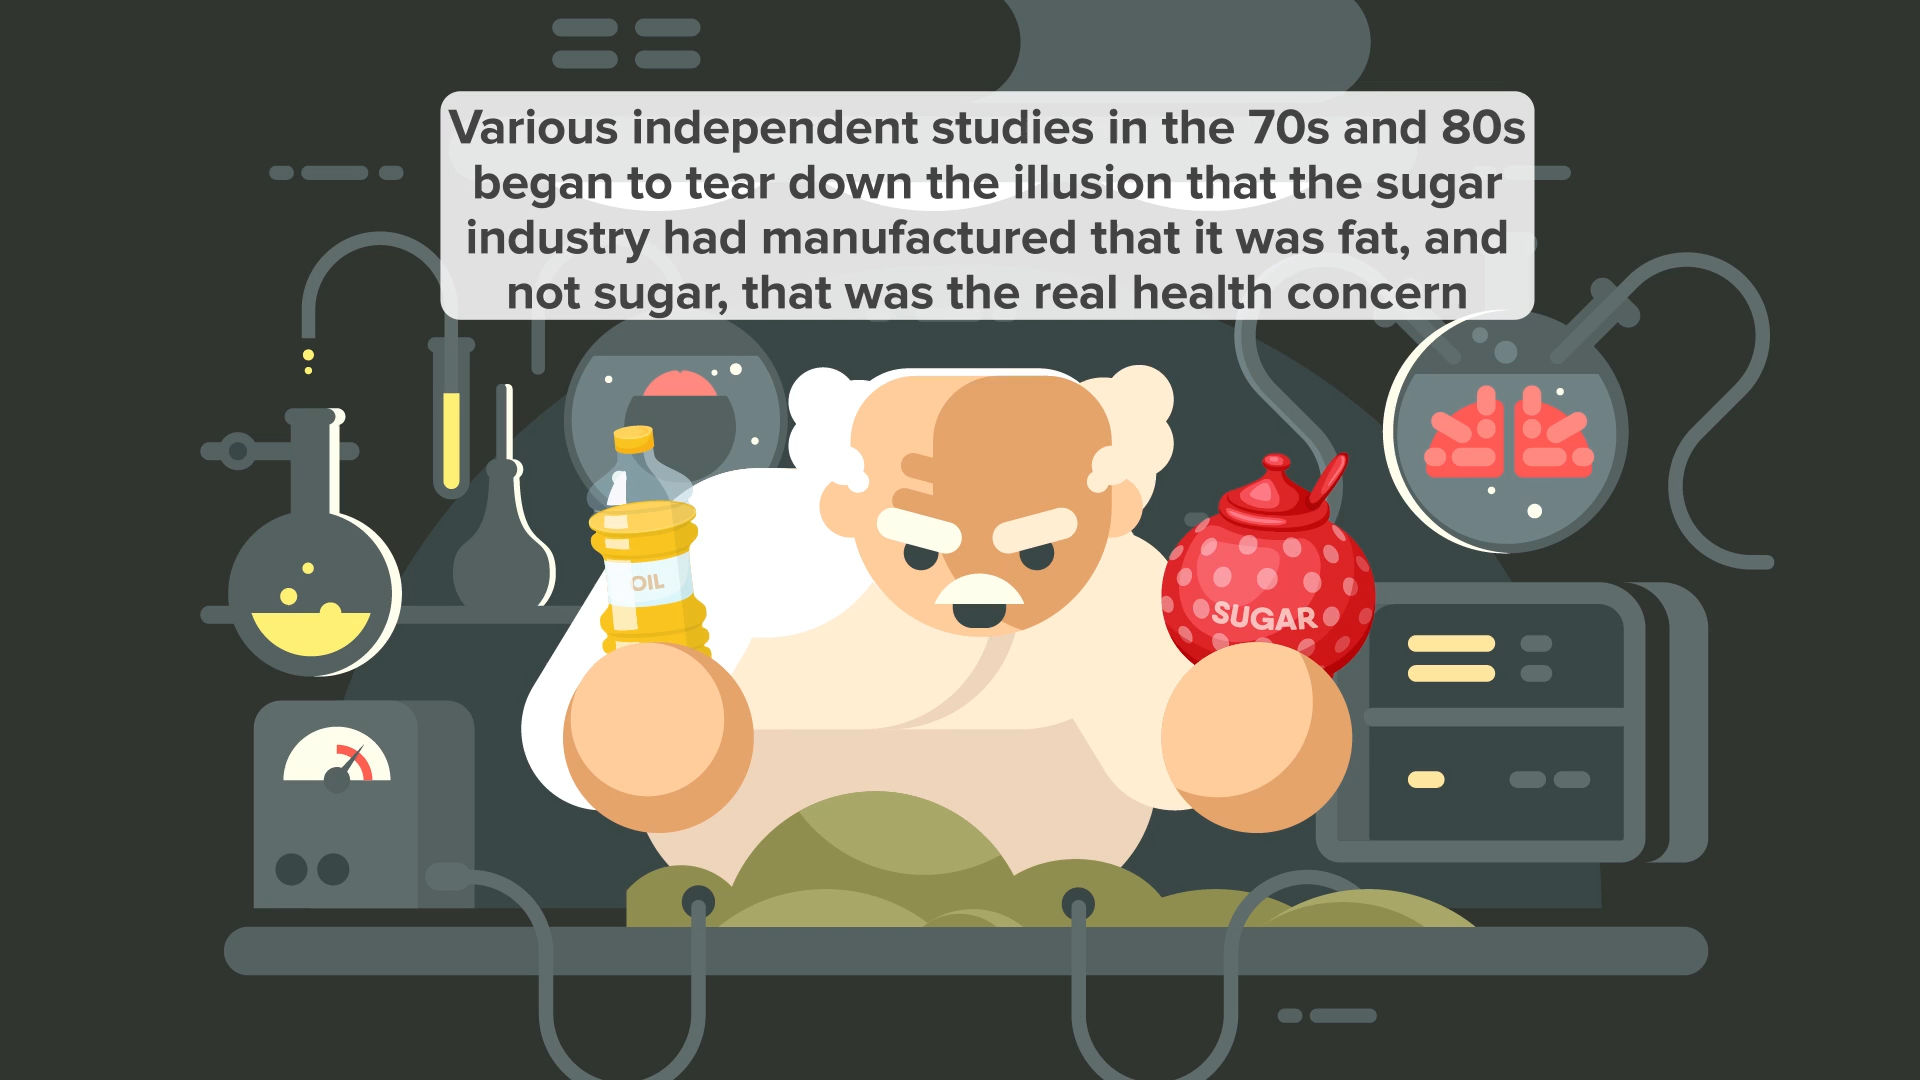 Various independent studies in the 70s and 80s
began to tear down the illusion that the sugar
industry had manufactured that it was fat, and
not sugar, that was the real health concern
OIL
SUGAR